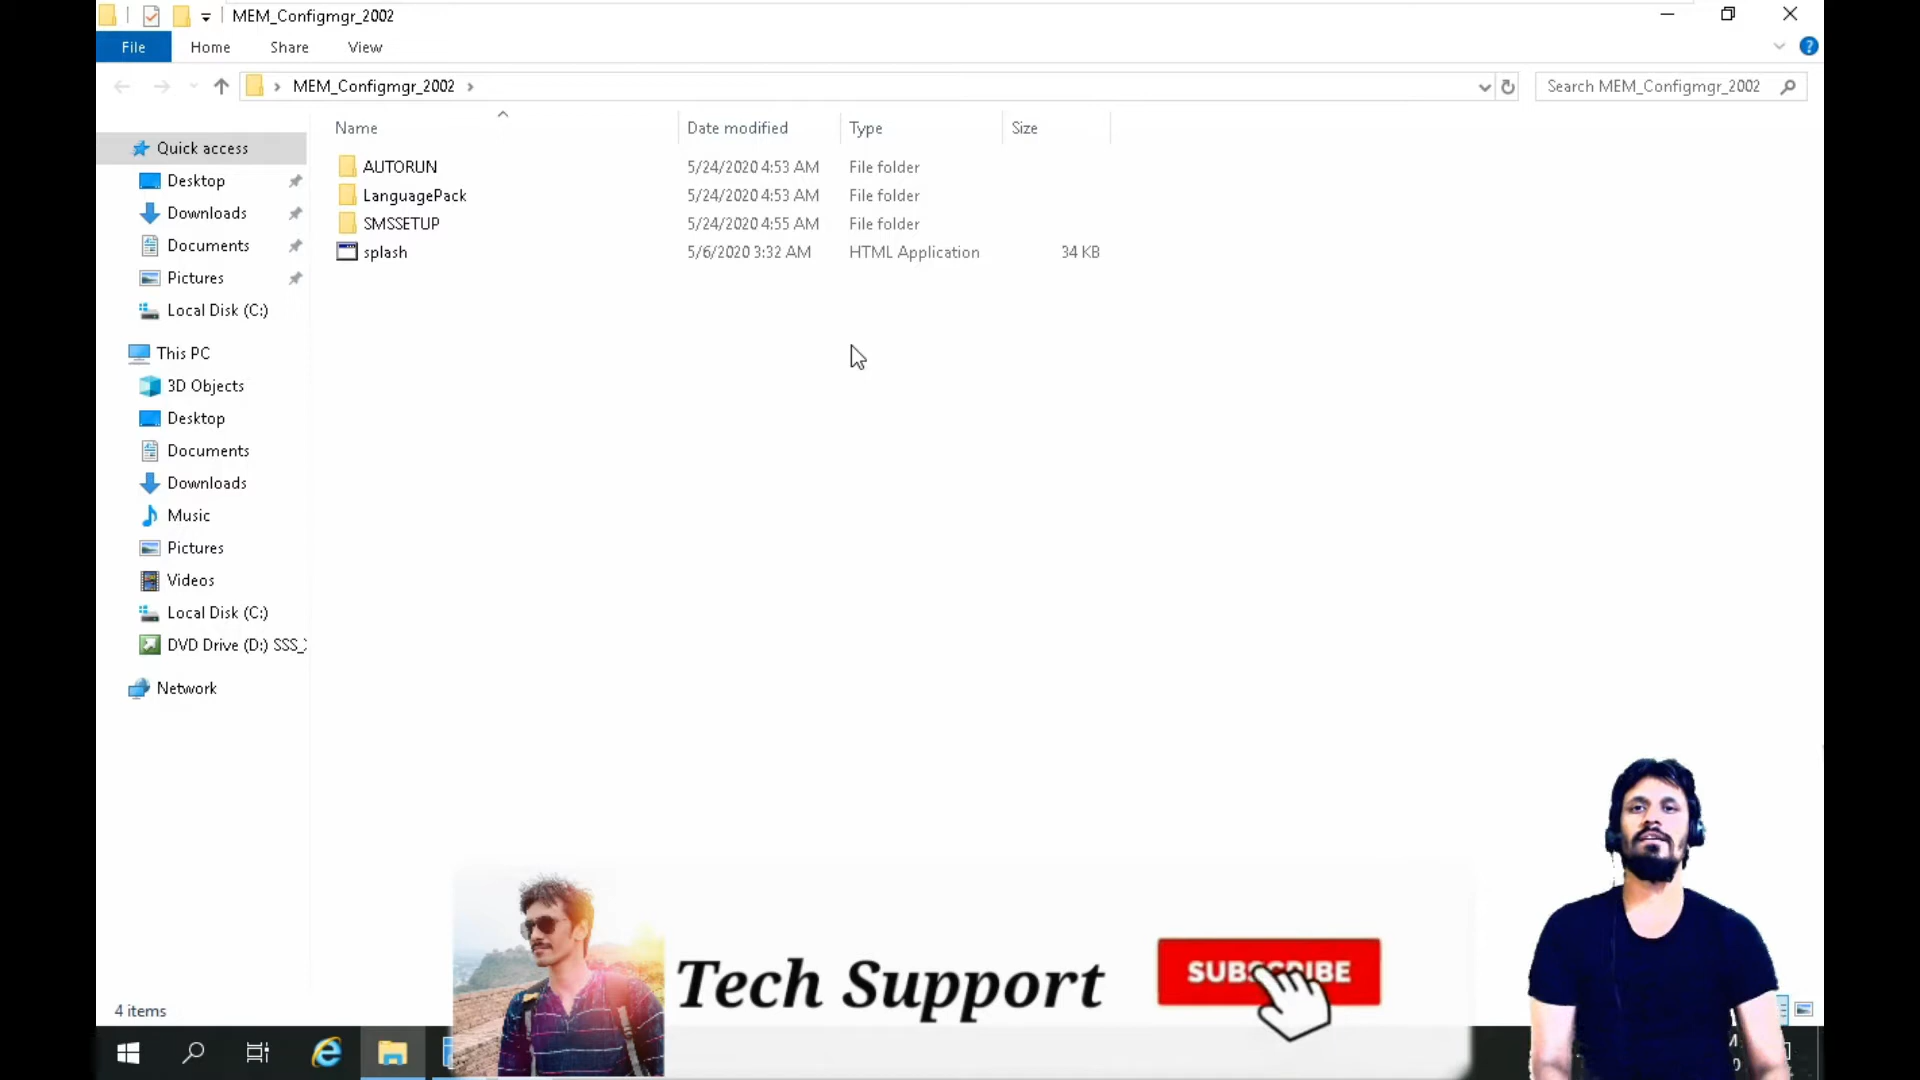 MEM_Configmgr_2002
File Home Share View
MEM_Configmgr_2002
Search MEM_Configmgr_2002
Name Date modified Type Size
Quick access
Desktop
Downloads
Documents
Pictures
Local Disk (C:)
This PC
3D Objects
Desktop
Documents
Downloads
Music
Pictures
Videos
Local Disk (C:)
DVD Drive (D:) SSS_
Network
AUTORUN 5/24/2020 4:53 AM File folder
LanguagePack 5/24/2020 4:53 AM File folder
SMSSETUP 5/24/2020 4:55 AM File folder
splash 5/6/2020 3:32 AM HTML Application 34 KB
4 items
Tech Support
SUBSCRIBE